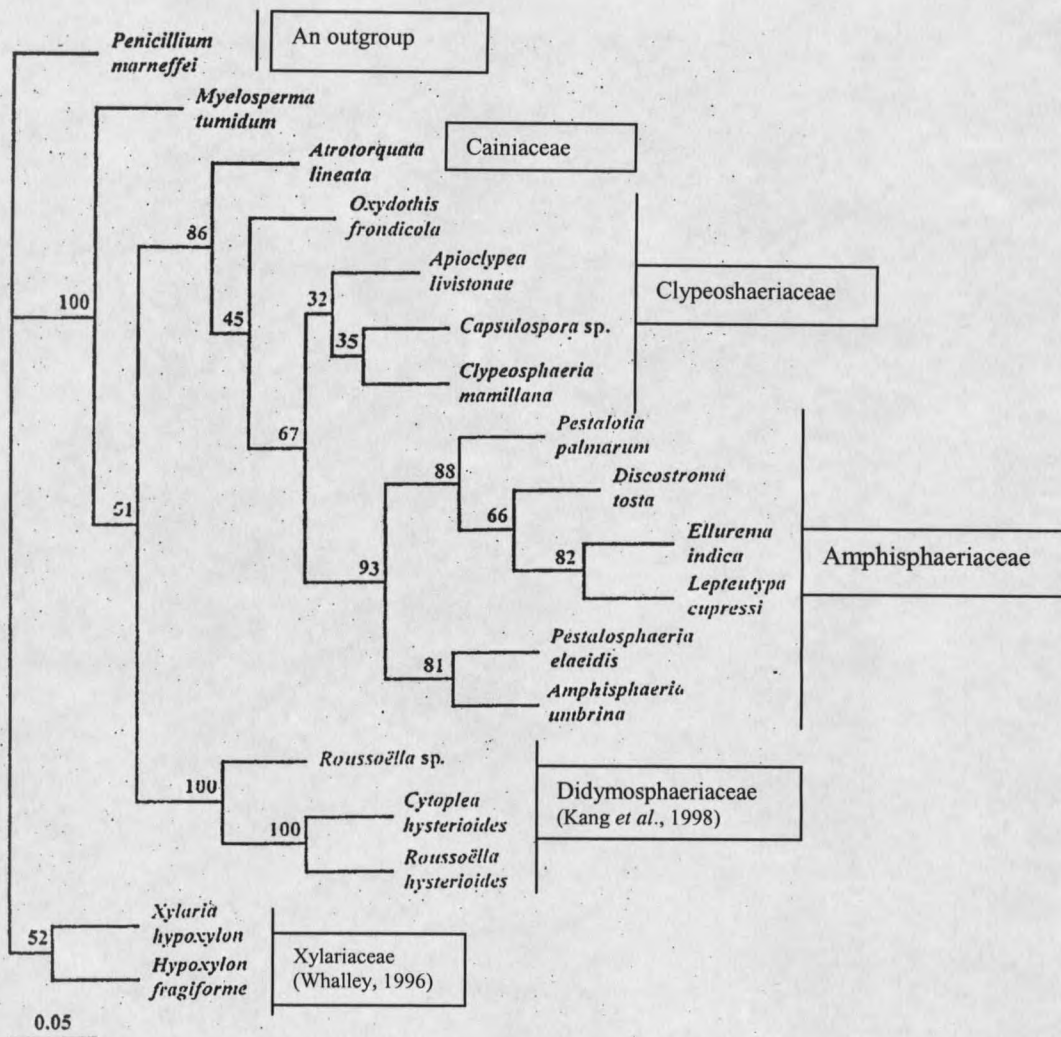 Penicillium
marneffei
An outgroup
Myelosperma
tumidum
Atrotorquata
lineata
Cainiaceae
Oxydothis
frondicola
86
Apioclypea
livistonae
Clypeoshaeriaceae
100
45
32
Capsulospora sp.
35
Clypeosphaeria
mamillana
67
Pestalotia
palmarum
88
Discostroma
tosta
66
Ellurema
indica
82
Amphisphaeriaceae
93
Lepteutypa
cupressi
Pestalosphaeria
elaeidis
81
Amphisphaeria
umbrina
Roussoëlla sp.
100
Didymosphaeriaceae
(Kang et al., 1998)
Cytoplea
hysterioides
100
Roussoëlla
hysterioides
Xylaria
hypoxylon
52
Xylariaceae
(Whalley, 1996)
Hypoxylon
fragiforme
0.05